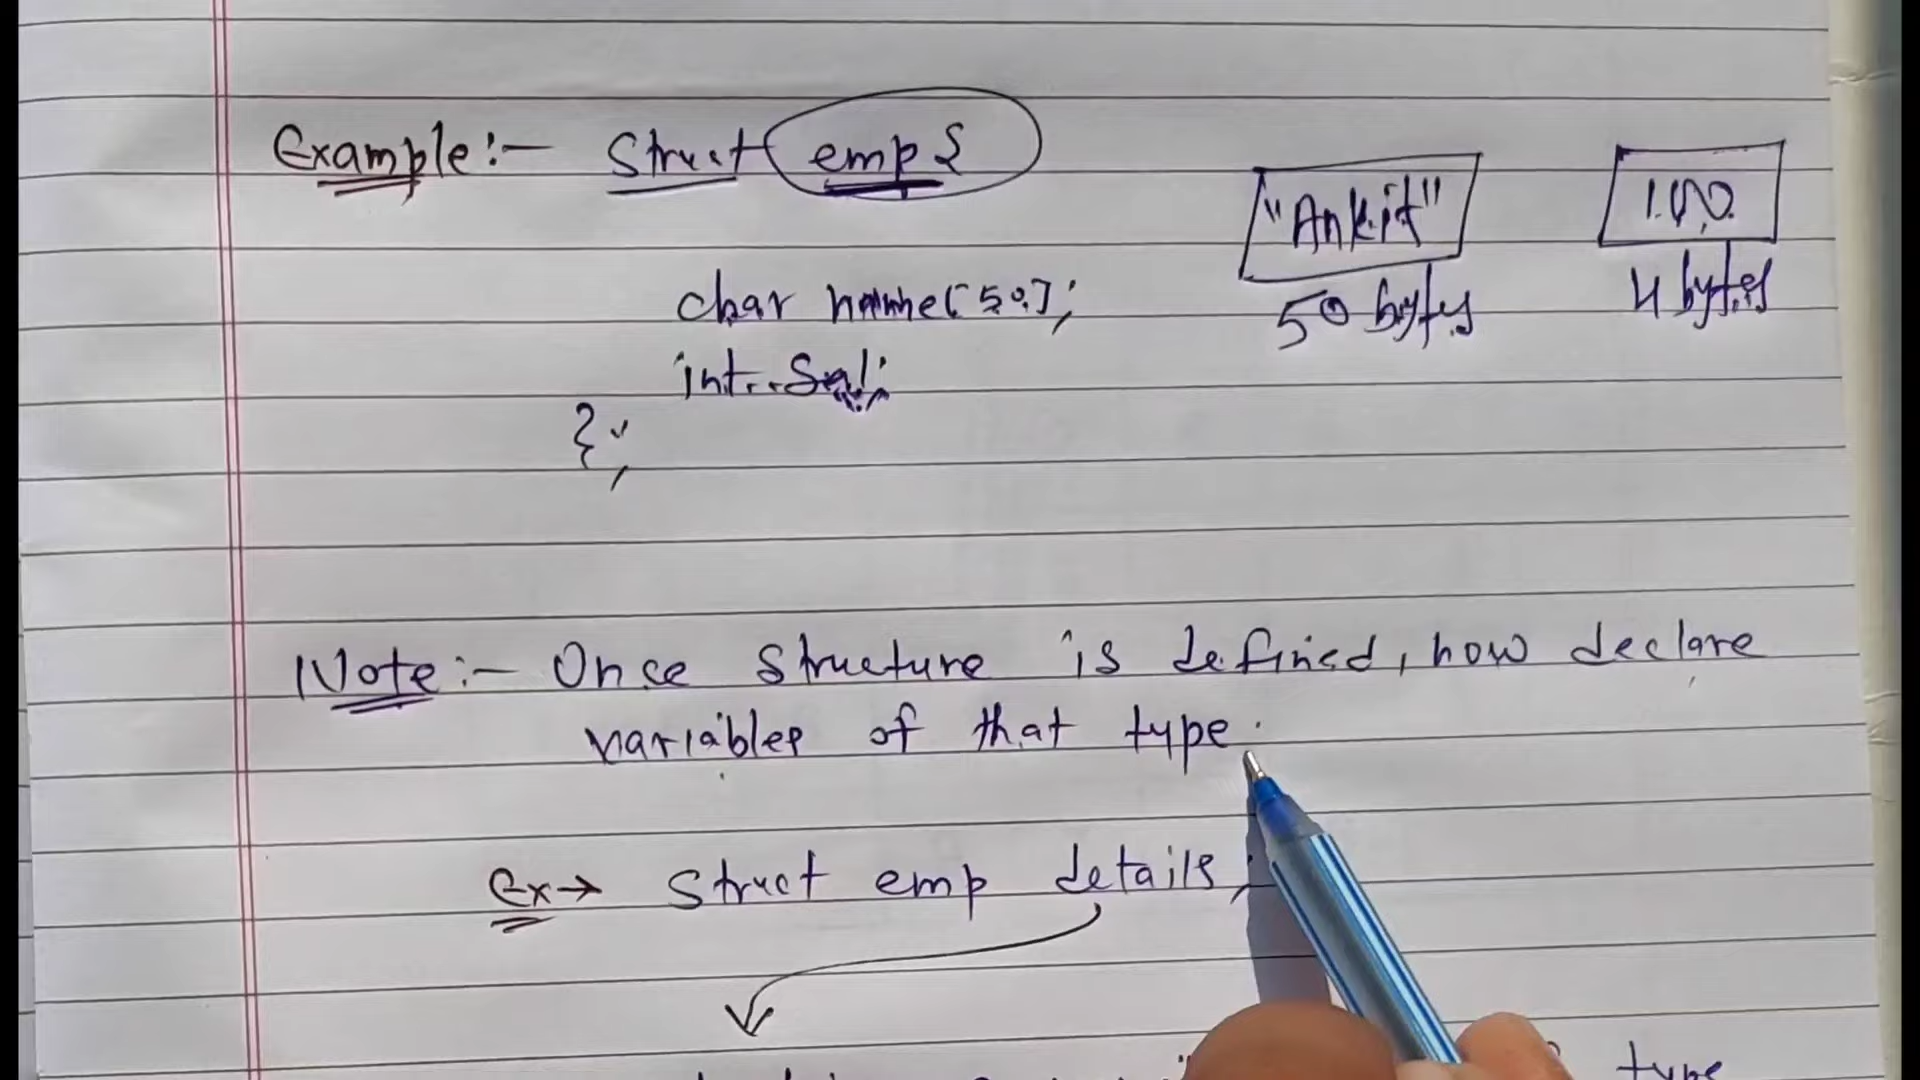 Example:- Struct emp {
"Ankit"
100
char name[50];
50 bytes
4 bytes
int sal;
};
Note:- Once structure is defined, how declare
variables of that type.
Ex→ Struct emp details;
type